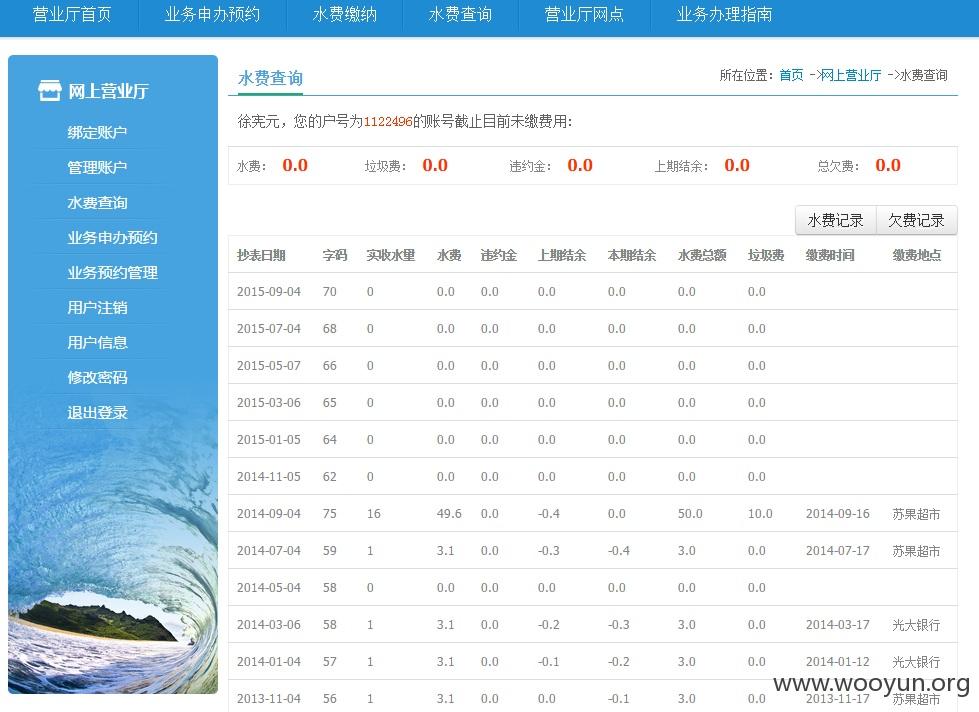 营业厅首页 业务申办预约 水费缴纳 水费查询 营业厅网点 业务办理指南
网上营业厅
绑定账户
管理账户
水费查询
业务申办预约
业务预约管理
用户注销
用户信息
修改密码
退出登录
水费查询 所在位置：首页 ->网上营业厅 ->水费查询
徐宪元，您的户号为1122496的账号截止目前未缴费用：
水费： 0.0 垃圾费： 0.0 违约金： 0.0 上期结余： 0.0 总欠费： 0.0
水费记录 欠费记录
抄表日期 字码 实收水量 水费 违约金 上期结余 本期结余 水费总额 垃圾费 缴费时间 缴费地点
2015-09-04 70 0 0.0 0.0 0.0 0.0 0.0 0.0
2015-07-04 68 0 0.0 0.0 0.0 0.0 0.0 0.0
2015-05-07 66 0 0.0 0.0 0.0 0.0 0.0 0.0
2015-03-06 65 0 0.0 0.0 0.0 0.0 0.0 0.0
2015-01-05 64 0 0.0 0.0 0.0 0.0 0.0 0.0
2014-11-05 62 0 0.0 0.0 0.0 0.0 0.0 0.0
2014-09-04 75 16 49.6 0.0 -0.4 0.0 50.0 10.0 2014-09-16 苏果超市
2014-07-04 59 1 3.1 0.0 -0.3 -0.4 3.0 0.0 2014-07-17 苏果超市
2014-05-04 58 0 0.0 0.0 0.0 0.0 0.0 0.0
2014-03-06 58 1 3.1 0.0 -0.2 -0.3 3.0 0.0 2014-03-17 光大银行
2014-01-04 57 1 3.1 0.0 -0.1 -0.2 3.0 0.0 2014-01-12 光大银行
2013-11-04 56 1 3.1 0.0 0.0 -0.1 3.0 0.0 2013-11-17 苏果超市
www.wooyun.org